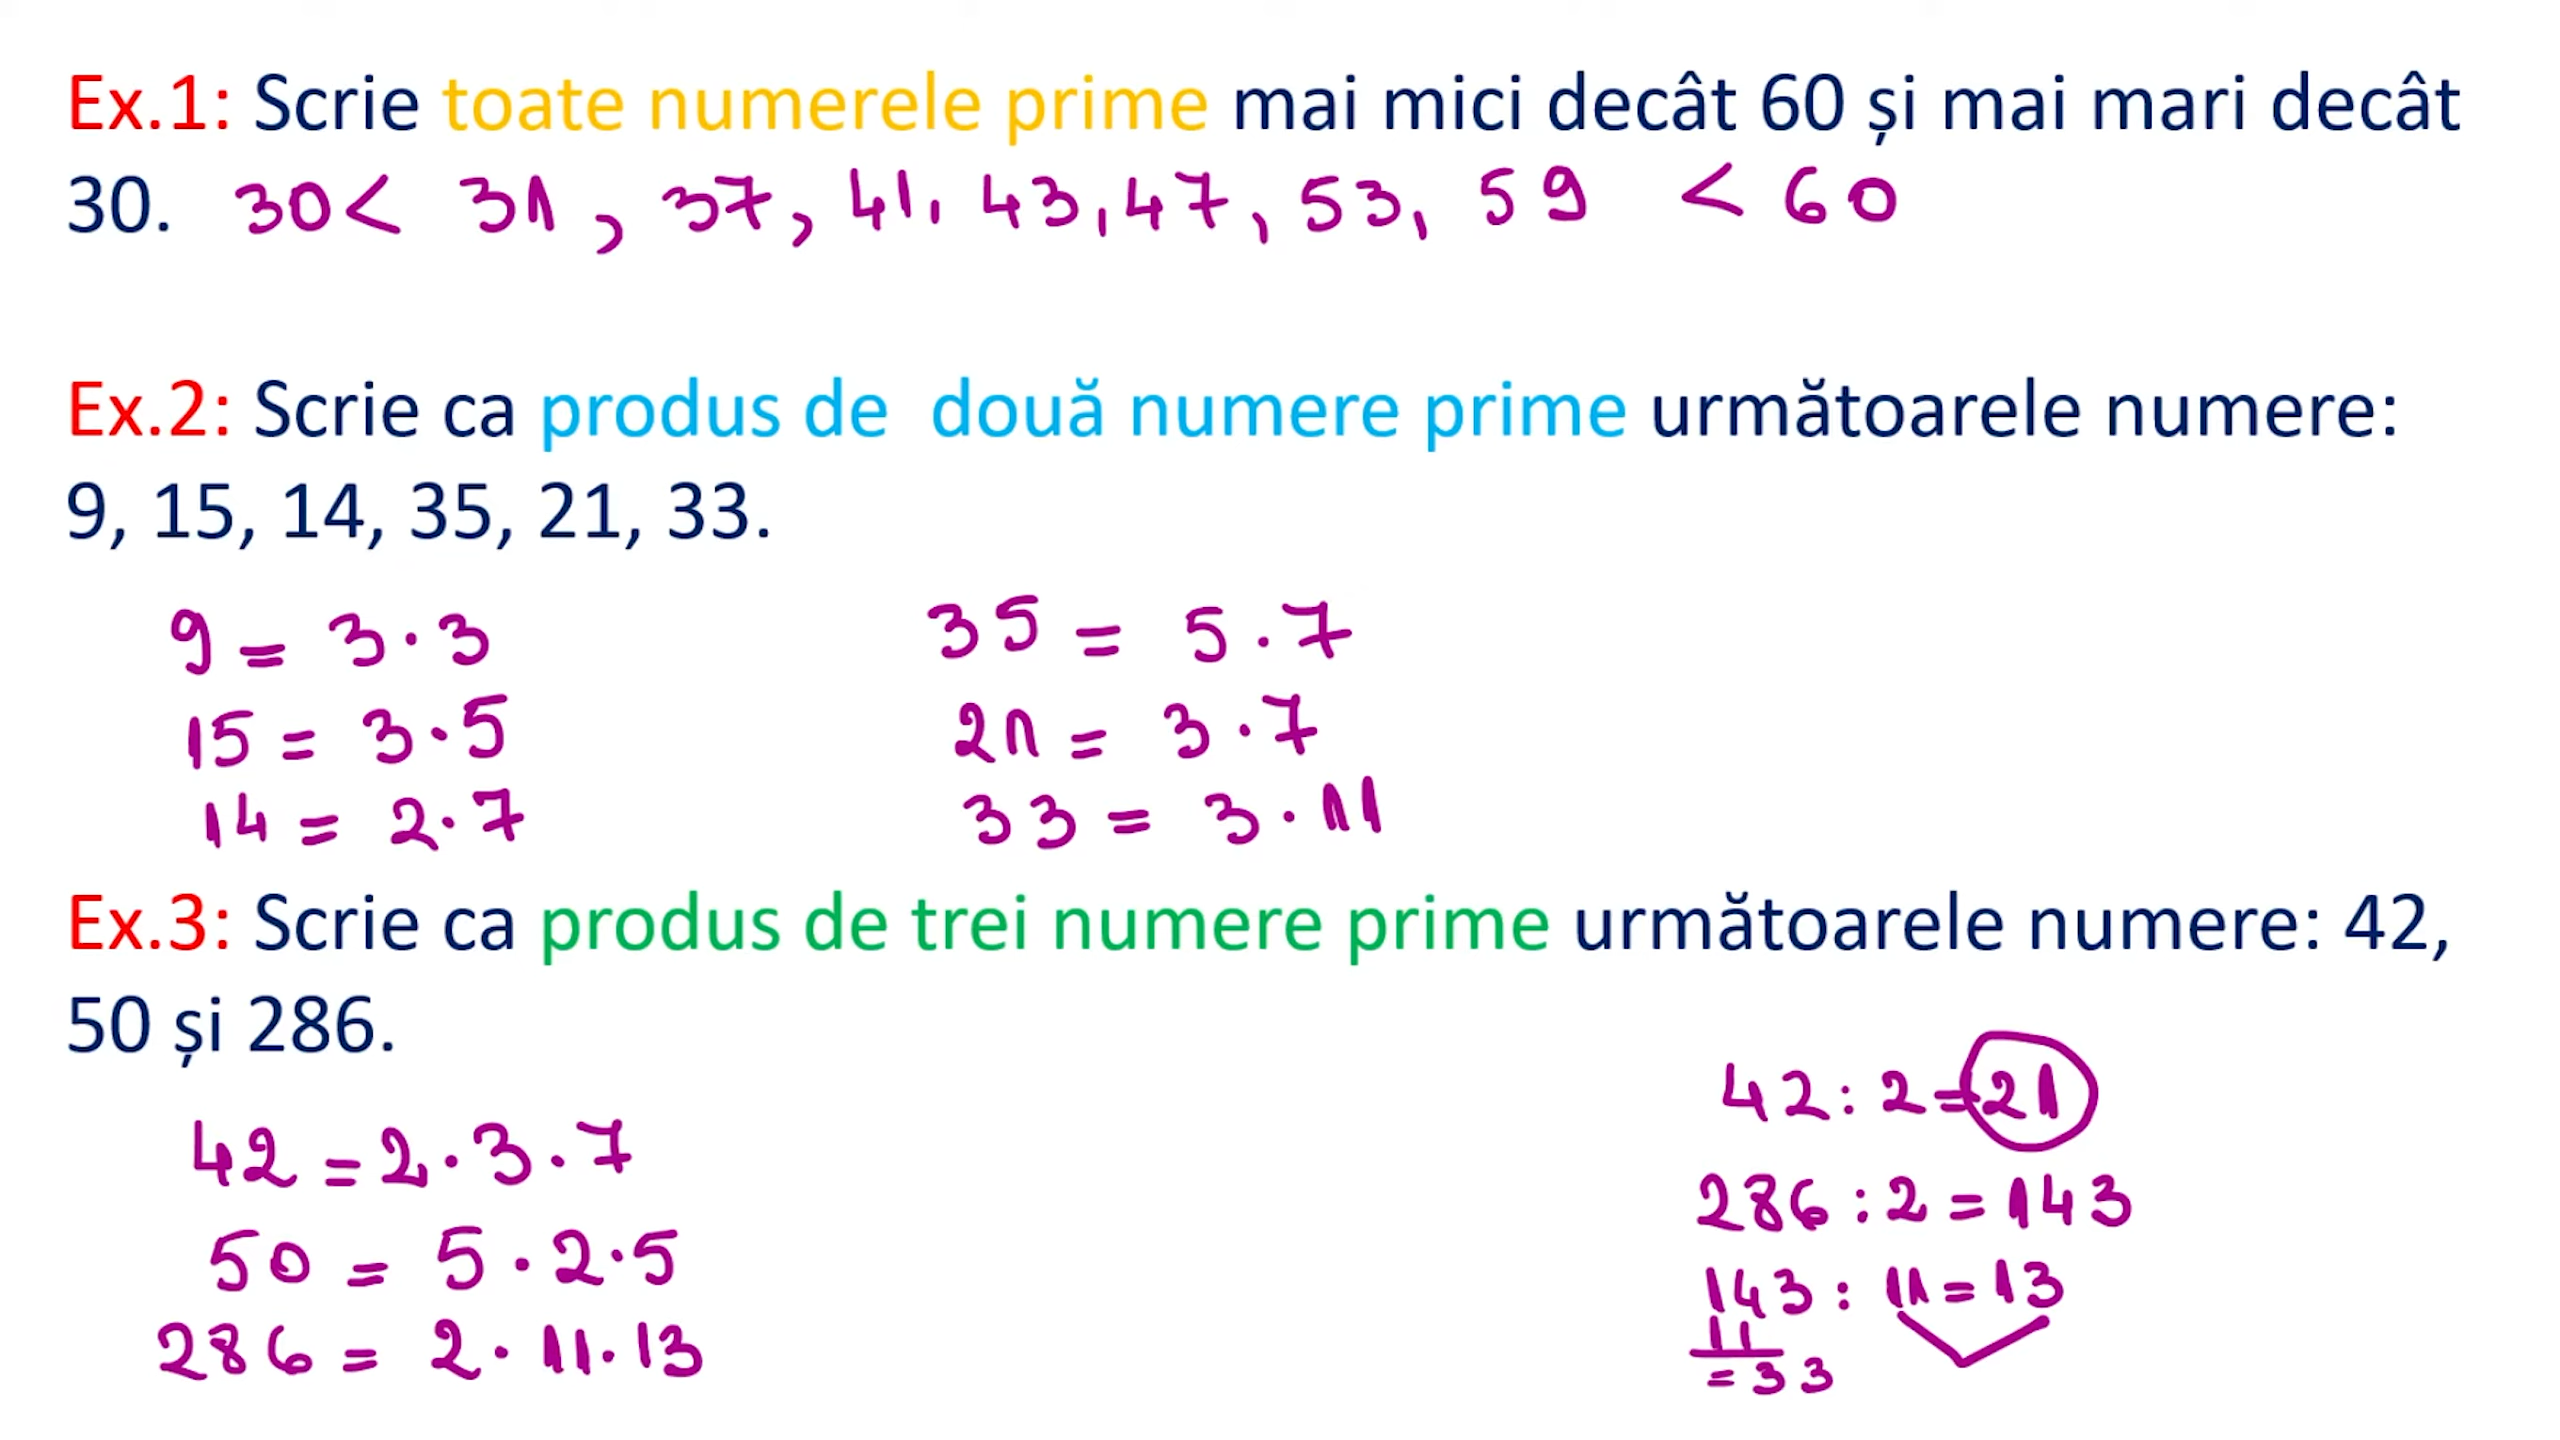 Ex.1: Scrie toate numerele prime mai mici decât 60 și mai mari decât
30. 30 < 31, 37, 41, 43, 47, 53, 59 < 60
Ex.2: Scrie ca produs de două numere prime următoarele numere:
9, 15, 14, 35, 21, 33.
9 = 3 · 3
15 = 3 · 5
14 = 2 · 7
35 = 5 · 7
21 = 3 · 7
33 = 3 · 11
Ex.3: Scrie ca produs de trei numere prime următoarele numere: 42,
50 și 286.
42 = 2 · 3 · 7
50 = 5 · 2 · 5
286 = 2 · 11 · 13
42 : 2 = 21
286 : 2 = 143
143 : 11 = 13
11
= 33